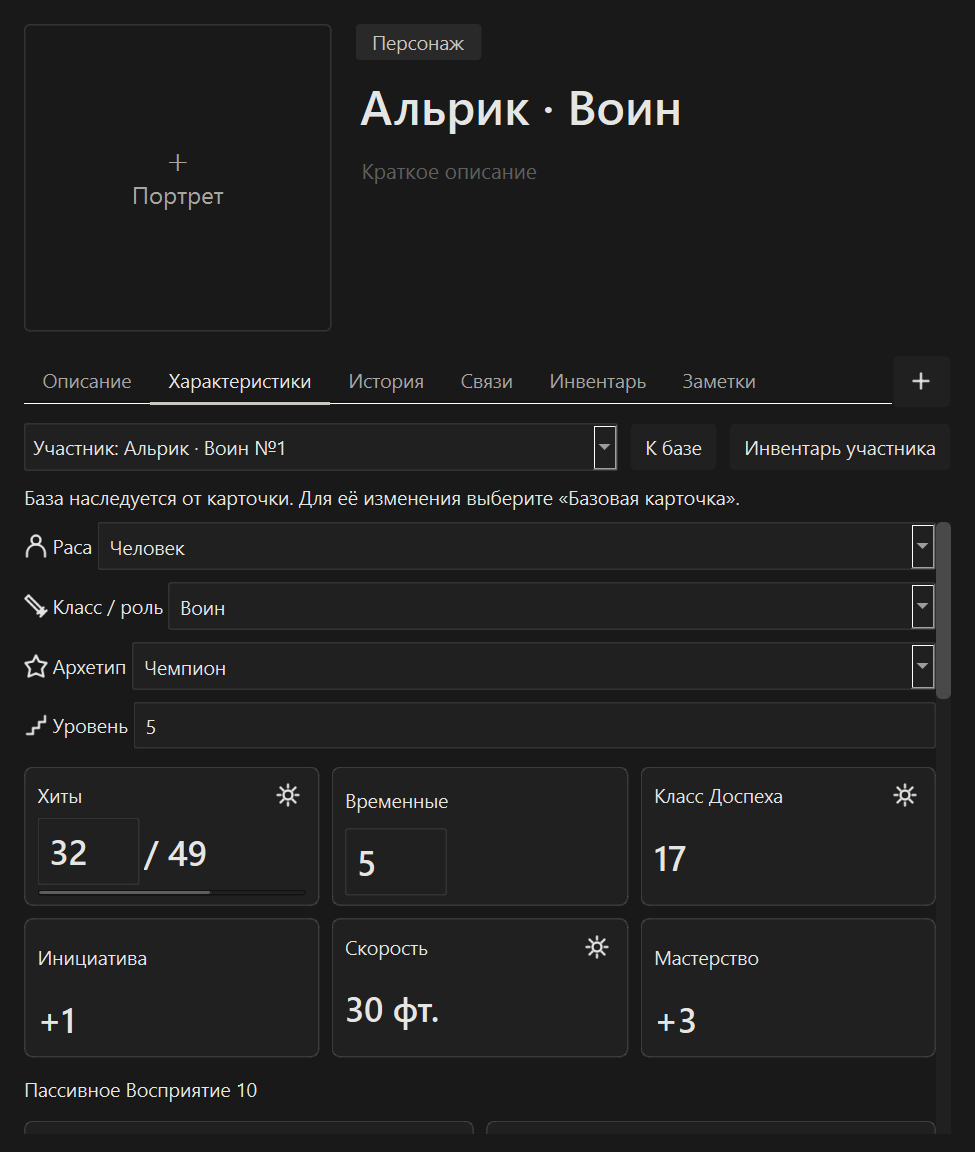 Персонаж
Альрик · Воин
Краткое описание
+
Портрет
Описание Характеристики История Связи Инвентарь Заметки +
Участник: Альрик · Воин №1 К базе Инвентарь участника
База наследуется от карточки. Для её изменения выберите «Базовая карточка».
Раса Человек
Класс / роль Воин
Архетип Чемпион
Уровень 5
Хиты
32 / 49
Временные
5
Класс Доспеха
17
Инициатива
+1
Скорость
30 фт.
Мастерство
+3
Пассивное Восприятие 10